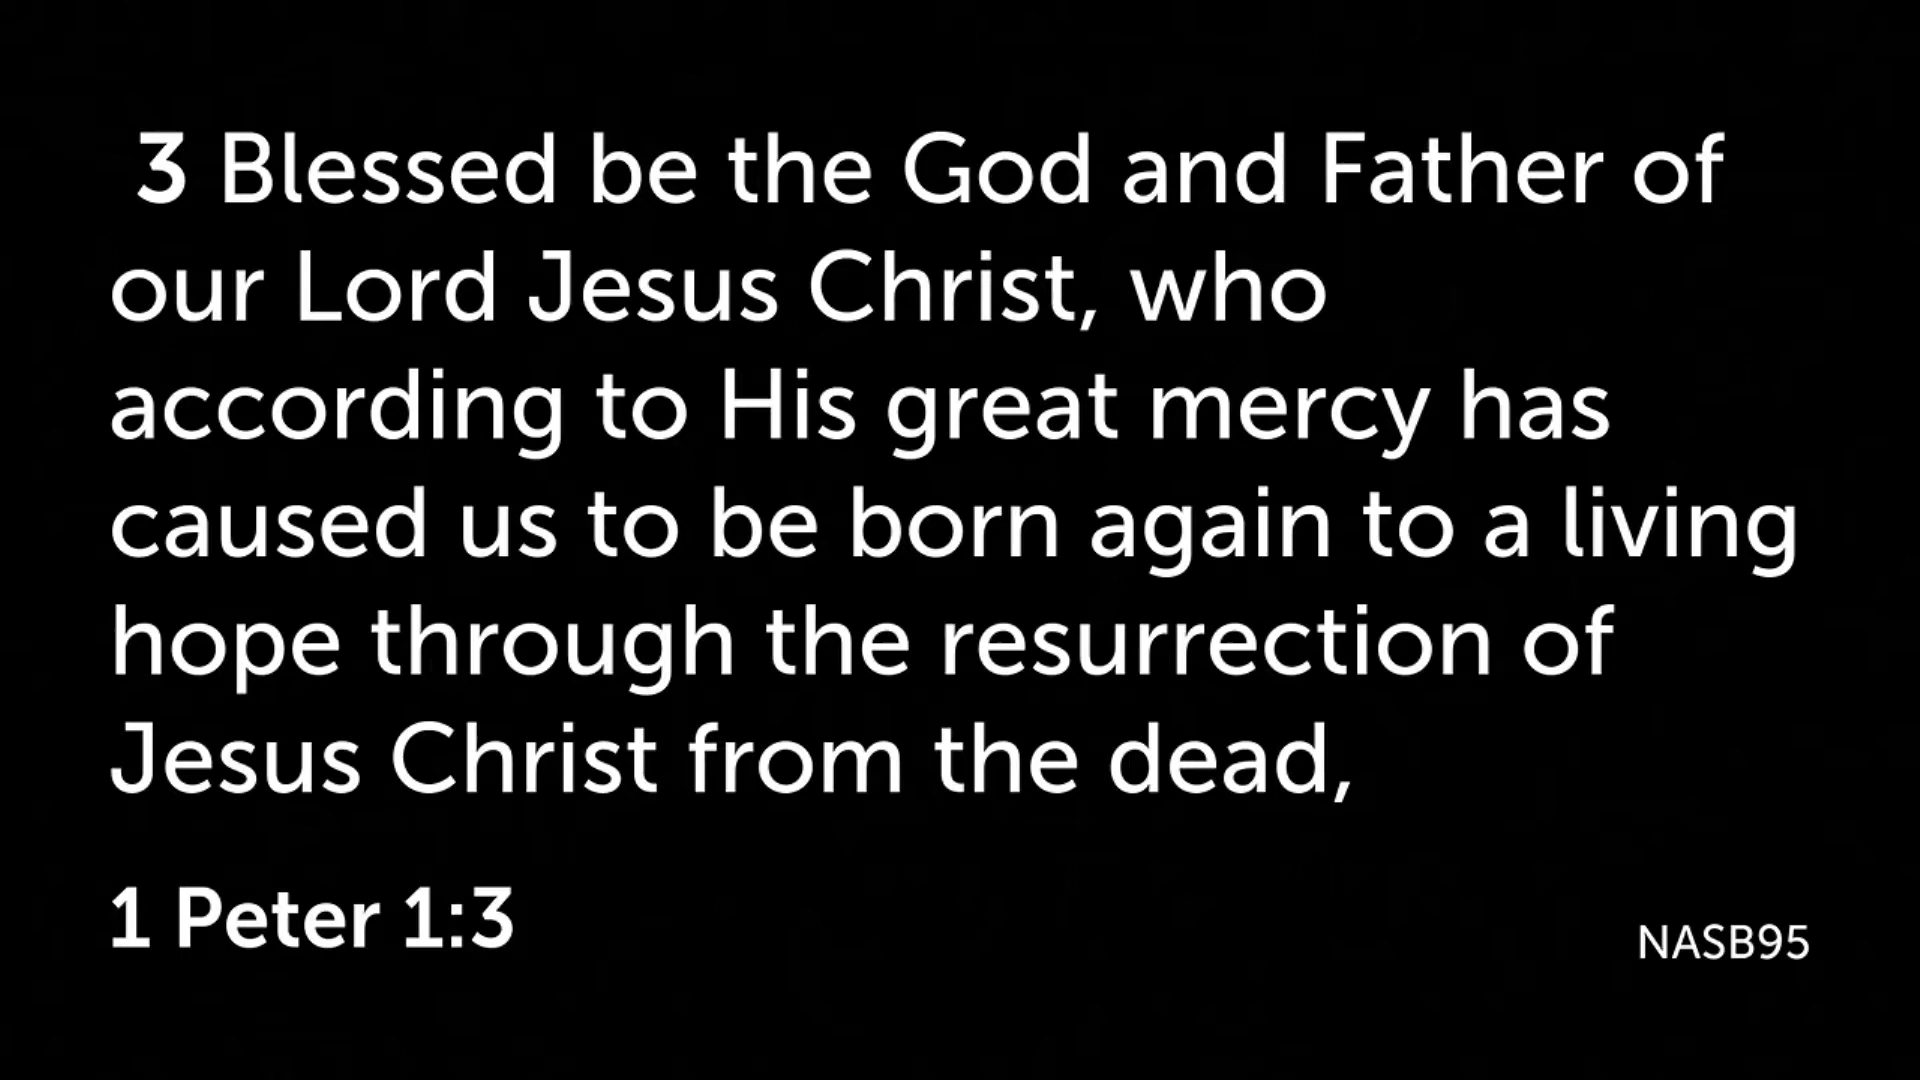 3 Blessed be the God and Father of
our Lord Jesus Christ, who
according to His great mercy has
caused us to be born again to a living
hope through the resurrection of
Jesus Christ from the dead,
1 Peter 1:3
NASB95